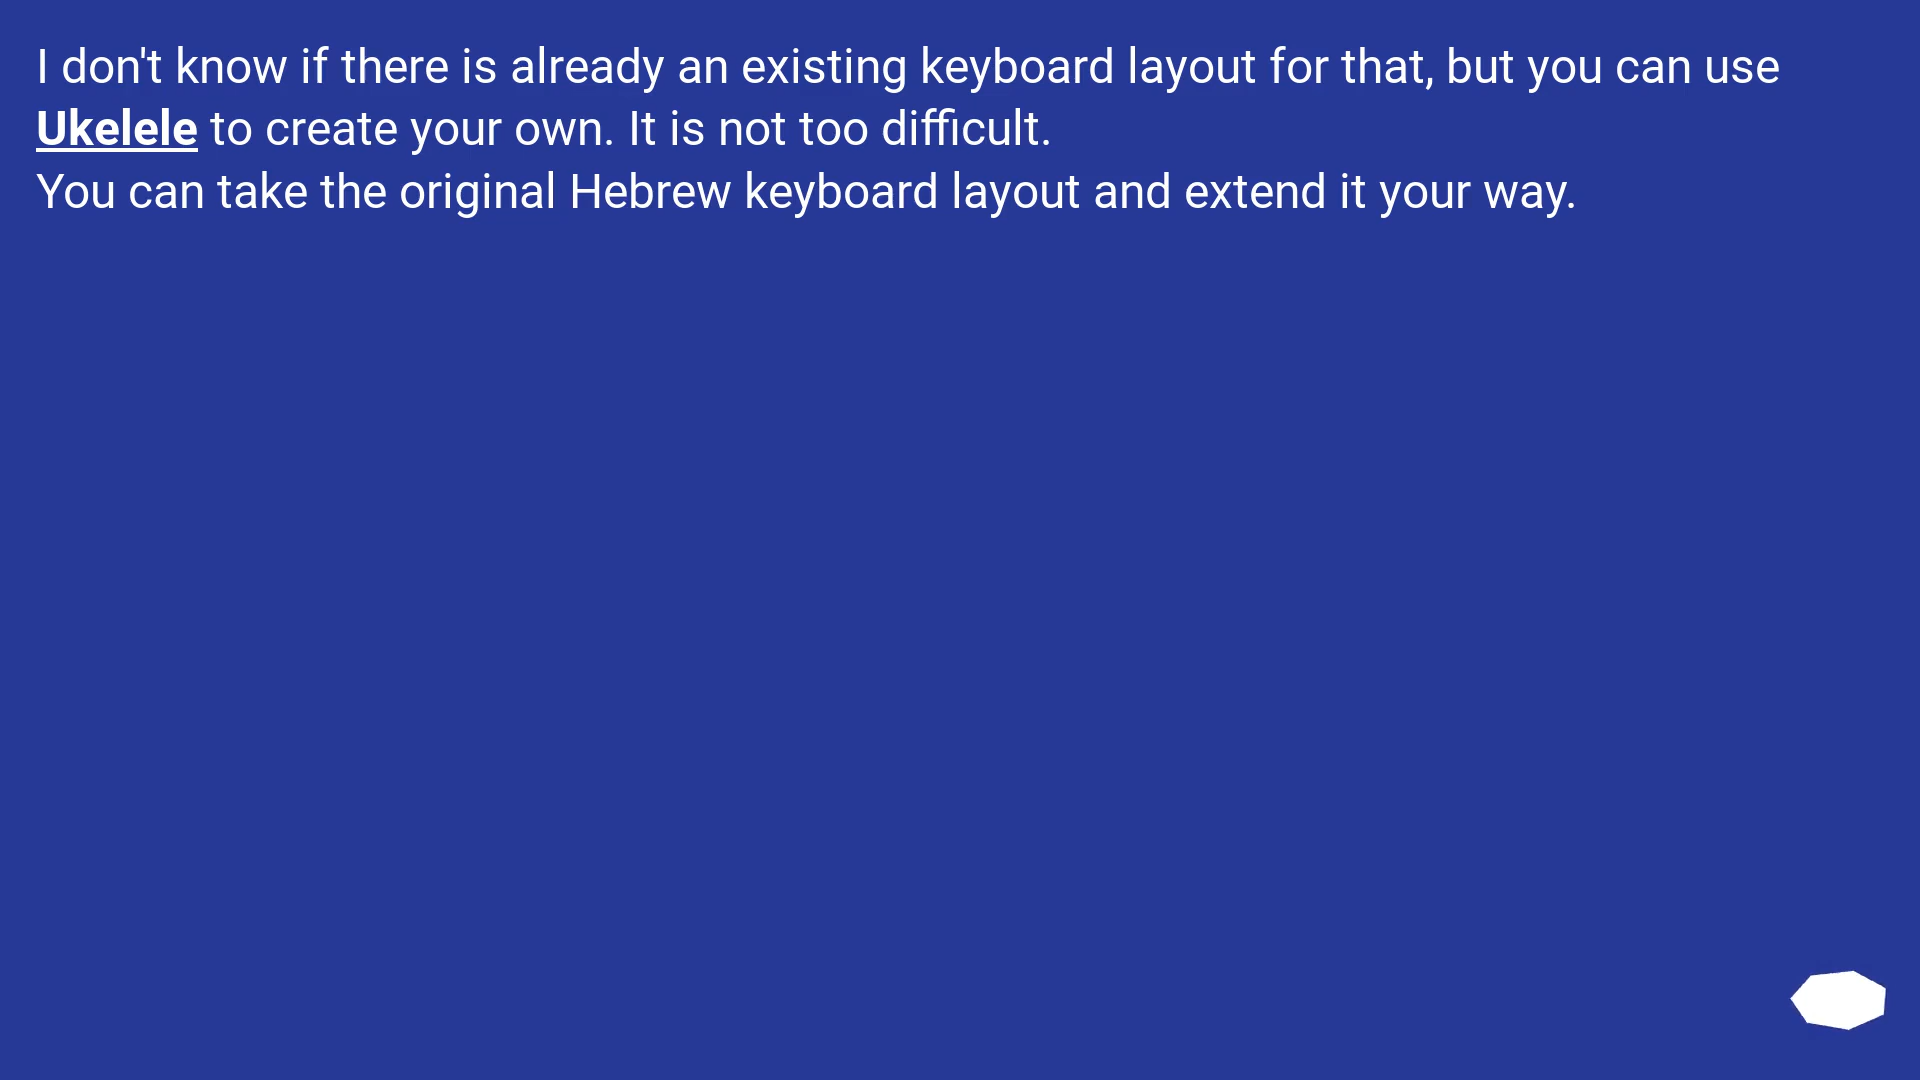 I don't know if there is already an existing keyboard layout for that, but you can use
Ukelele to create your own. It is not too difficult.
You can take the original Hebrew keyboard layout and extend it your way.